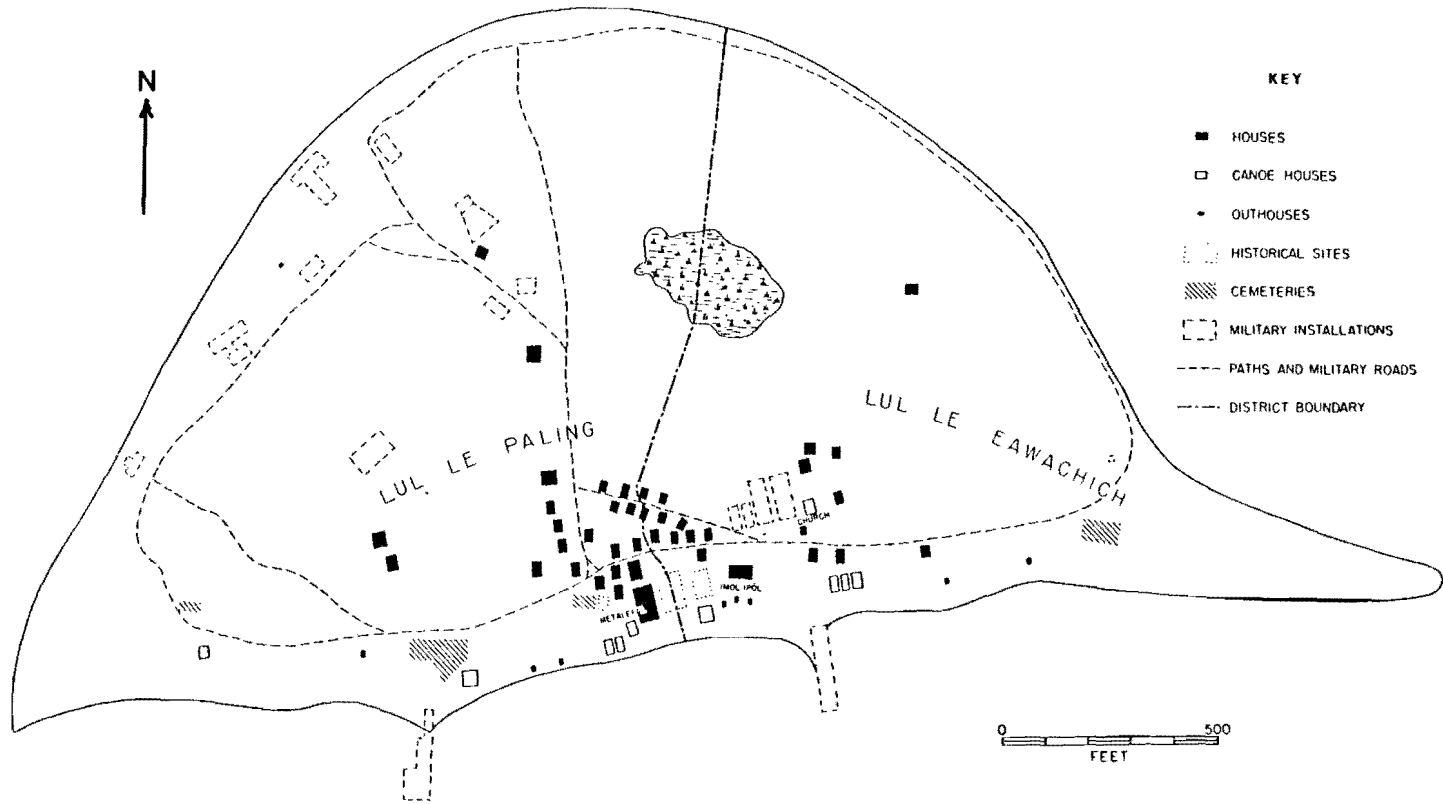 N
KEY
HOUSES
CANOE HOUSES
OUTHOUSES
HISTORICAL SITES
CEMETERIES
MILITARY INSTALLATIONS
PATHS AND MILITARY ROADS
DISTRICT BOUNDARY
LUL LE PALING
LUL LE EAWACHICH
CHURCH
IMOL IPÖL
0 500
FEET